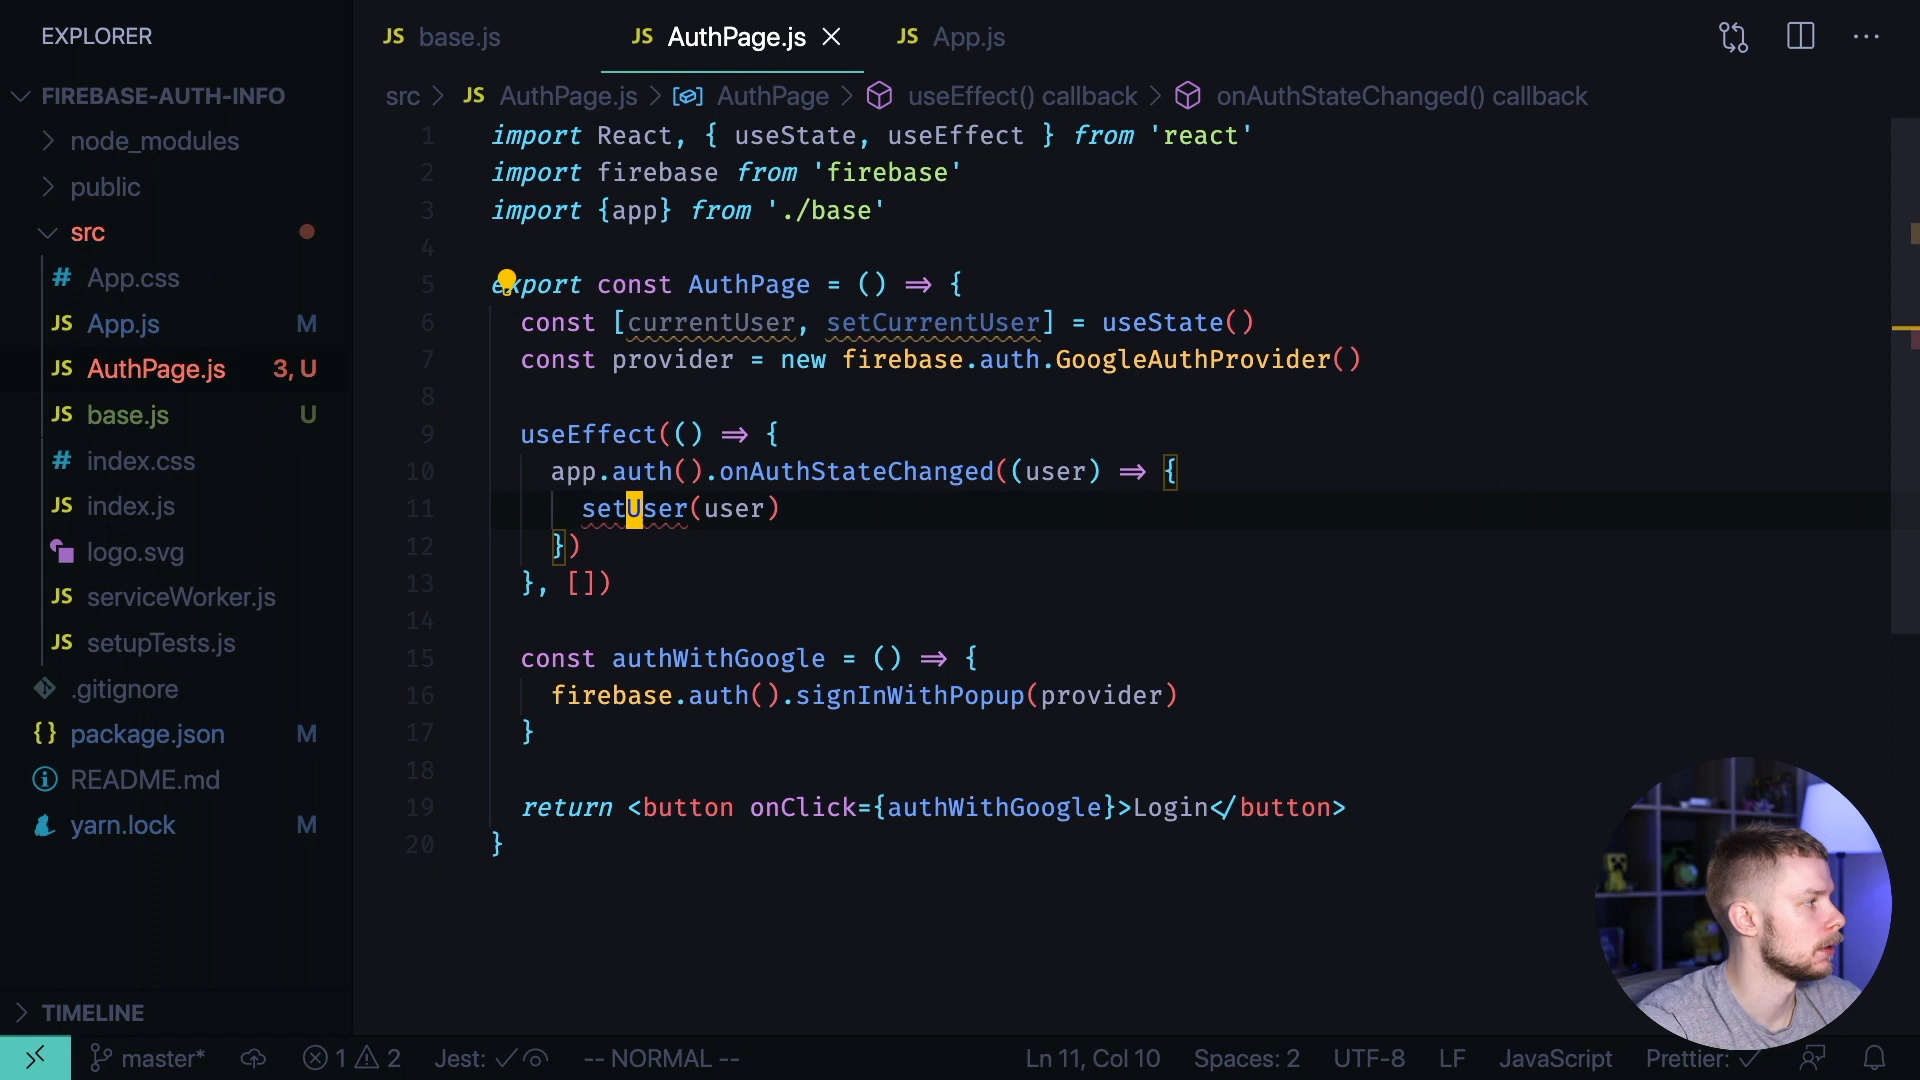 EXPLORER
FIREBASE-AUTH-INFO
node_modules
public
src
# App.css
JS App.js M
JS AuthPage.js 3, U
JS base.js U
# index.css
JS index.js
logo.svg
JS serviceWorker.js
JS setupTests.js
.gitignore
{} package.json M
README.md
yarn.lock M
TIMELINE
JS base.js JS AuthPage.js JS App.js
src > JS AuthPage.js > AuthPage > useEffect() callback > onAuthStateChanged() callback
1 import React, { useState, useEffect } from 'react'
2 import firebase from 'firebase'
3 import {app} from './base'
4
5 export const AuthPage = () => {
6 const [currentUser, setCurrentUser] = useState()
7 const provider = new firebase.auth.GoogleAuthProvider()
8
9 useEffect(() => {
10 app.auth().onAuthStateChanged((user) => {
11 setUser(user)
12 })
13 }, [])
14
15 const authWithGoogle = () => {
16 firebase.auth().signInWithPopup(provider)
17 }
18
19 return <button onClick={authWithGoogle}>Login</button>
20 }
master* 1 2 Jest: -- NORMAL -- Ln 11, Col 10 Spaces: 2 UTF-8 LF JavaScript Prettier: